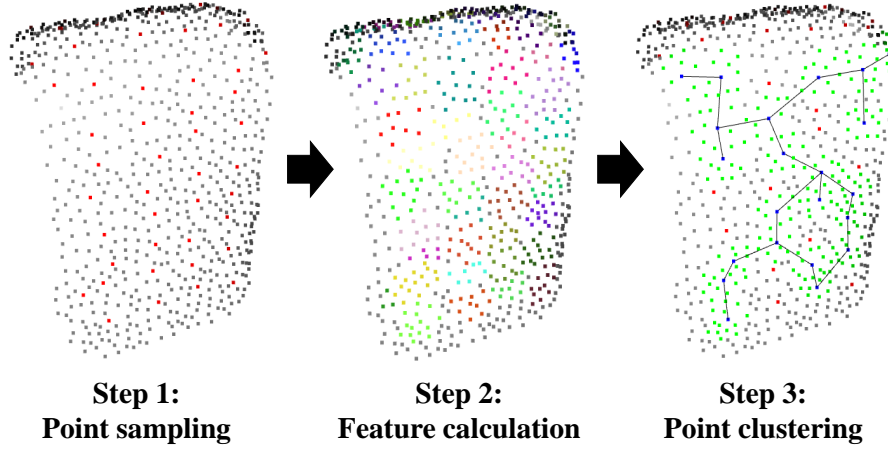 Step 1:
Point sampling
Step 2:
Feature calculation
Step 3:
Point clustering